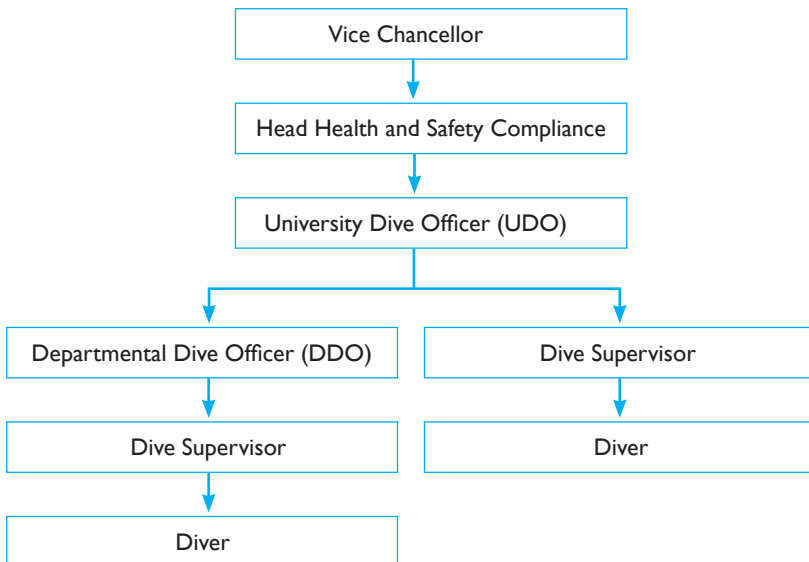 Vice Chancellor
Head Health and Safety Compliance
University Dive Officer (UDO)
Departmental Dive Officer (DDO)
Dive Supervisor
Dive Supervisor
Diver
Diver